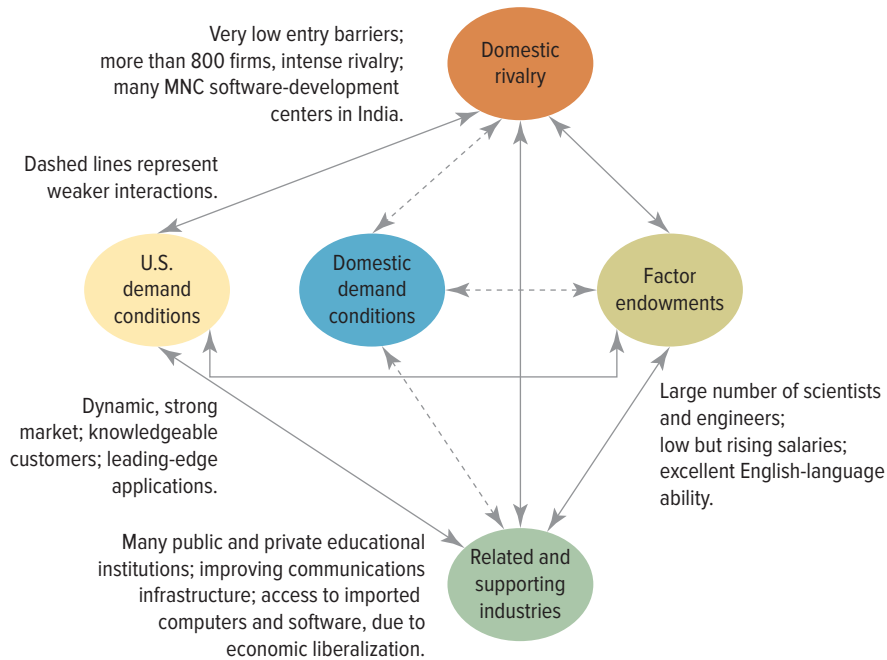 Very low entry barriers;
more than 800 firms, intense rivalry;
many MNC software-development
centers in India.
Domestic
rivalry
Dashed lines represent
weaker interactions.
U.S.
demand
conditions
Domestic
demand
conditions
Factor
endowments
Dynamic, strong
market; knowledgeable
customers; leading-edge
applications.
Large number of scientists
and engineers;
low but rising salaries;
excellent English-language
ability.
Many public and private educational
institutions; improving communications
infrastructure; access to imported
computers and software, due to
economic liberalization.
Related and
supporting
industries